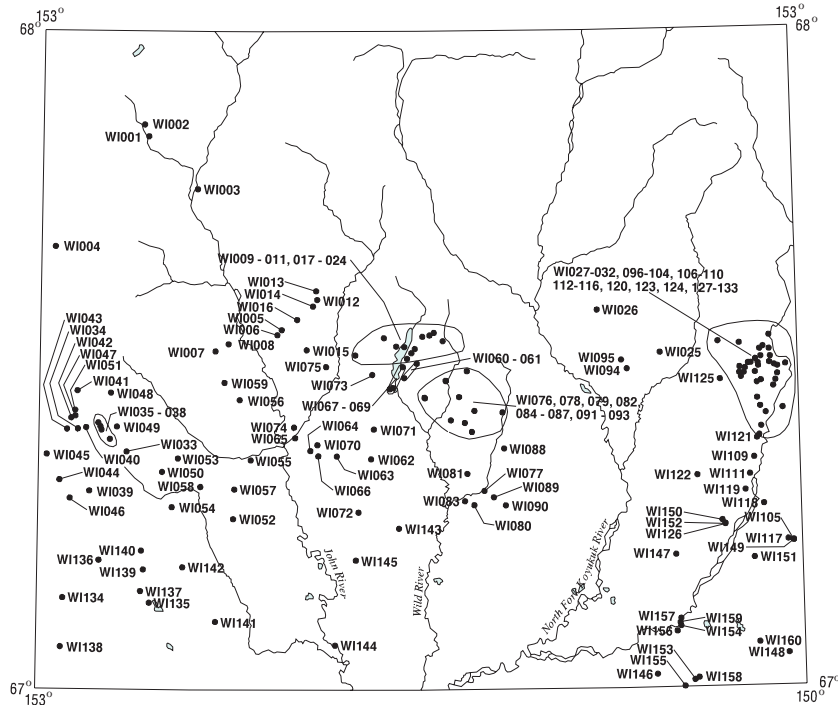 153°
68°
153°
68°
WI002
WI001
WI003
WI004
WI009 - 011, 017 - 024
WI013
WI014
WI012
WI016
WI005
WI006
WI008
WI007
WI015
WI027-032, 096-104, 106-110
112-116, 120, 123, 124, 127-133
WI026
WI025
WI095
WI094
WI125
WI043
WI034
WI042
WI047
WI051
WI041
WI048
WI035 - 038
WI049
WI033
WI040
WI045
WI044
WI039
WI046
WI053
WI050
WI058
WI054
WI059
WI056
WI055
WI057
WI052
WI075
WI073
WI060 - 061
WI067 - 069
WI074
WI065
WI064
WI070
WI071
WI062
WI063
WI066
WI072
WI076, 078, 079, 082,
084 - 087, 091 - 093
WI088
WI081
WI077
WI089
WI083
WI090
WI080
WI143
WI145
WI121
WI109
WI122
WI111
WI119
WI118
WI105
WI150
WI152
WI126
WI117
WI149
WI147
WI151
WI140
WI136
WI139
WI142
WI137
WI134
WI135
WI141
WI138
WI144
John River
Wild River
North Fork Koyukuk River
WI157
WI159
WI156
WI154
WI160
WI148
WI153
WI155
WI146
WI158
67°
153°
67°
150°